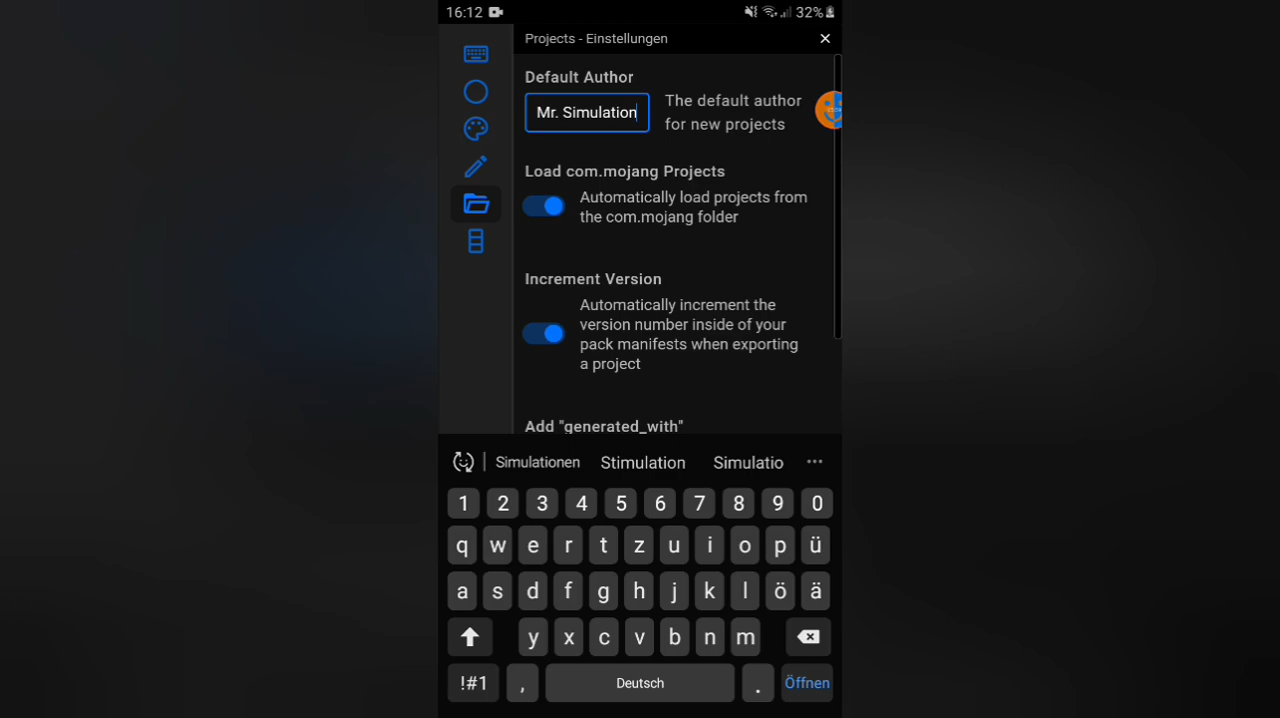 16:12 32%
Projects - Einstellungen
Default Author
Mr. Simulation
The default author
for new projects
Load com.mojang Projects
Automatically load projects from
the com.mojang folder
Increment Version
Automatically increment the
version number inside of your
pack manifests when exporting
a project
Add "generated_with"
Simulationen Stimulation Simulatio ...
1 2 3 4 5 6 7 8 9 0
q w e r t z u i o p ü
a s d f g h j k l ö ä
y x c v b n m
!#1 , Deutsch . Öffnen